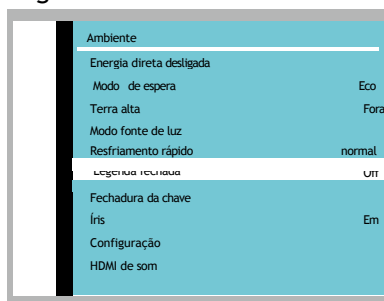 Ambiente
Energia direta desligada
Modo de espera Eco
Terra alta Fora
Modo fonte de luz
Resfriamento rápido normal
Legenda fechada Off
Fechadura da chave
Íris Em
Configuração
HDMI de som